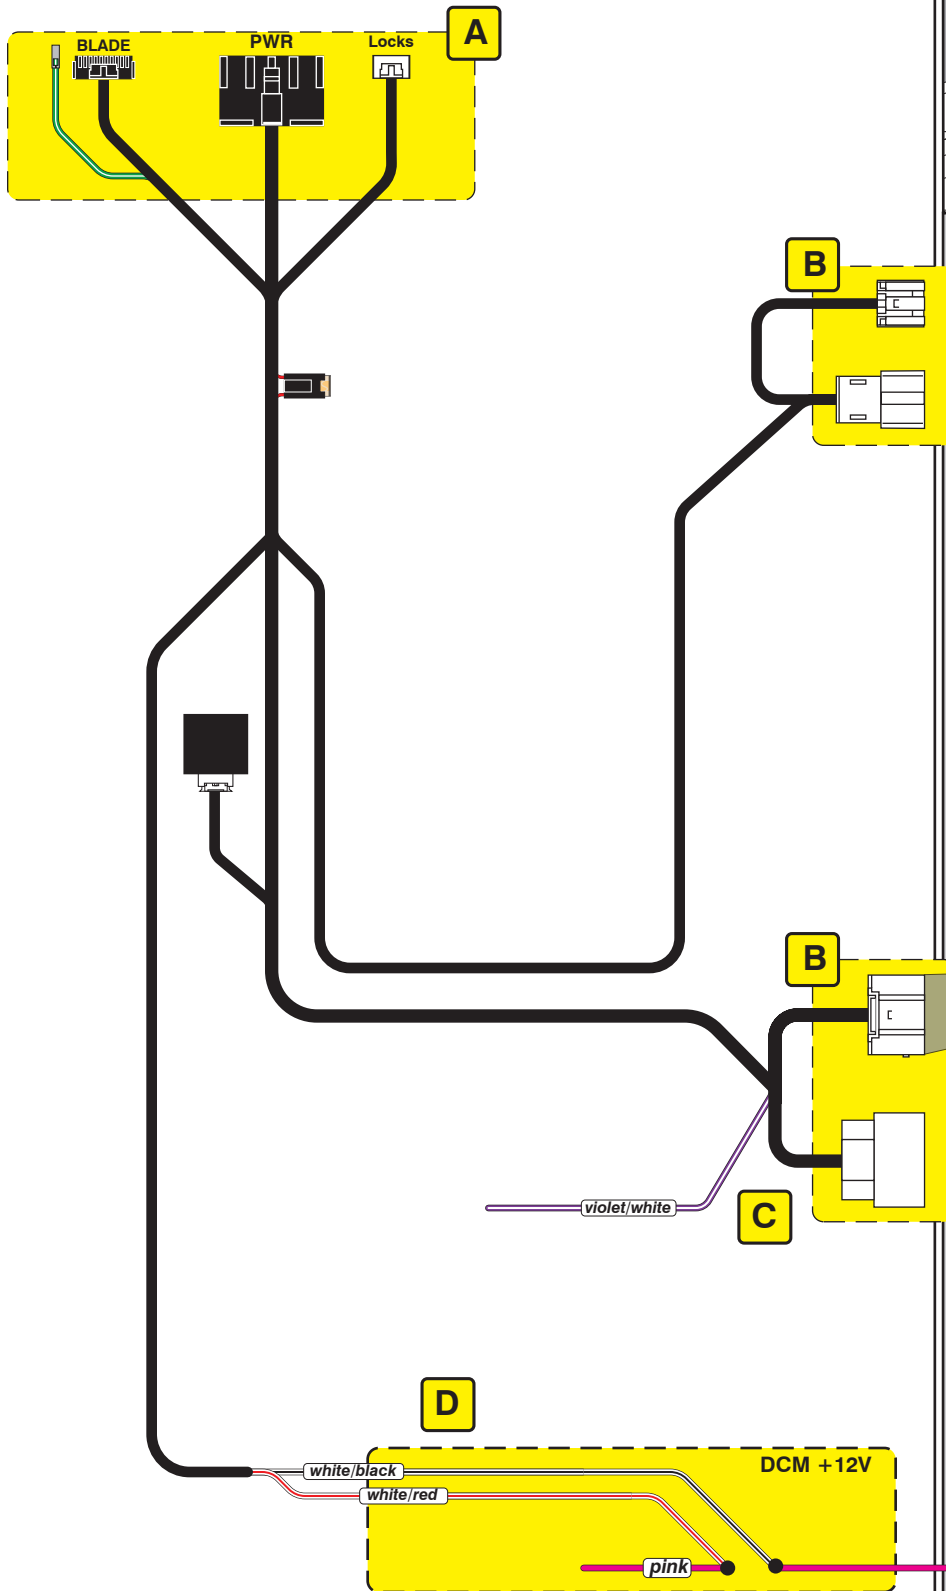 A
BLADE
PWR
Locks
B
B
violet/white
C
D
DCM +12V
white/black
white/red
pink